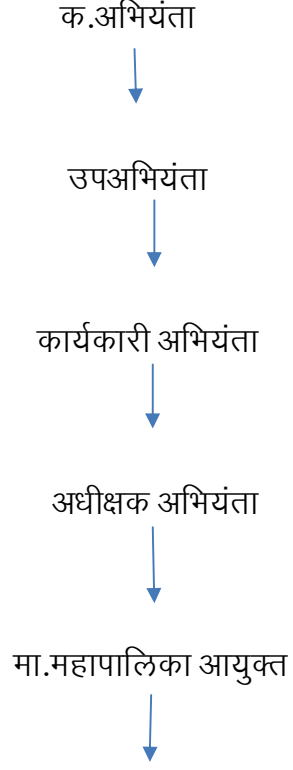 क.अभियंता
उपअभियंता
कार्यकारी अभियंता
अधीक्षक अभियंता
मा.महापालिका आयुक्त